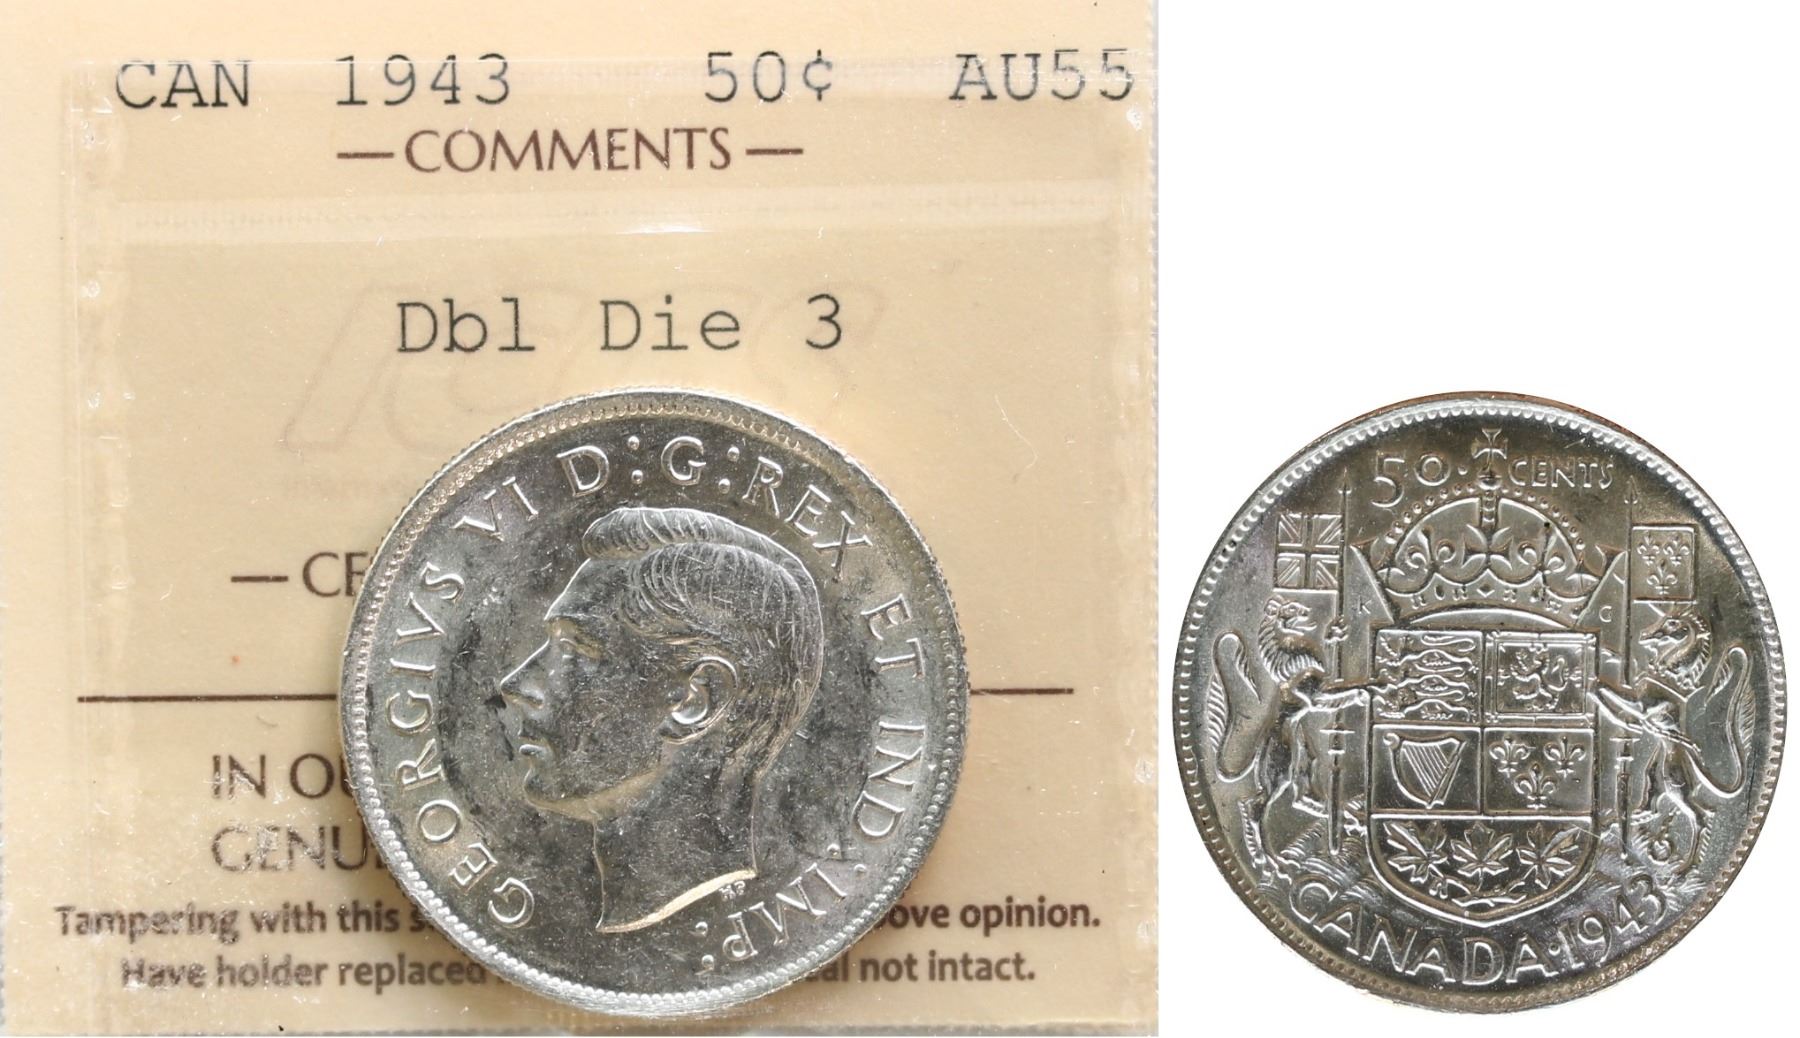 CAN 1943 50¢ AU55
—COMMENTS—
Dbl Die 3
— CE
IN OU
GENU
Tampering with this s ove opinion.
Have holder replaced al not intact.
GEORGIVS VI D:G:REX ET IND:IMP:
HP
50·CENTS
K G
CANADA·1943